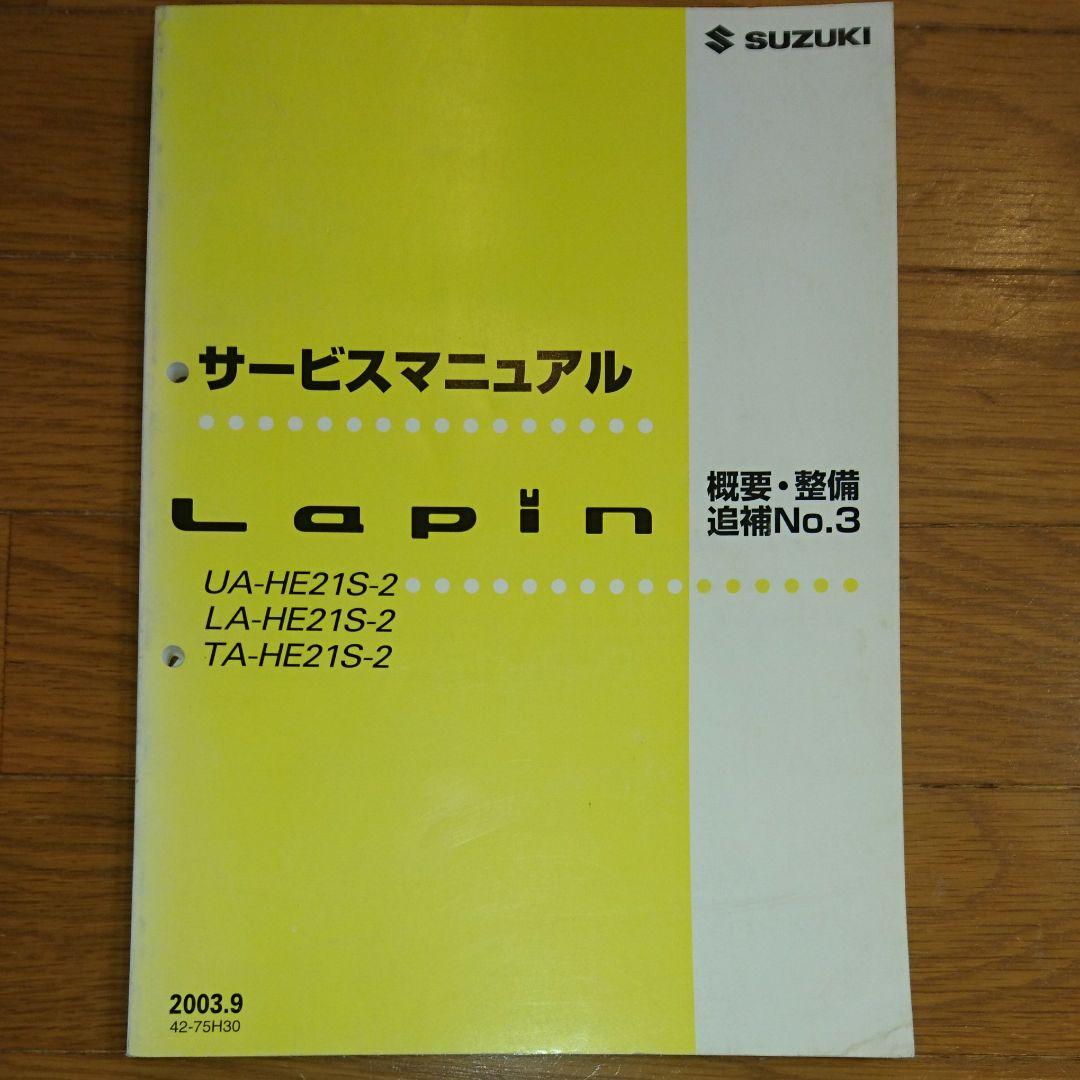 SUZUKI
サービスマニュアル
Lapin
概要・整備
追補No.3
UA-HE21S-2
LA-HE21S-2
TA-HE21S-2
2003.9
42-75H30